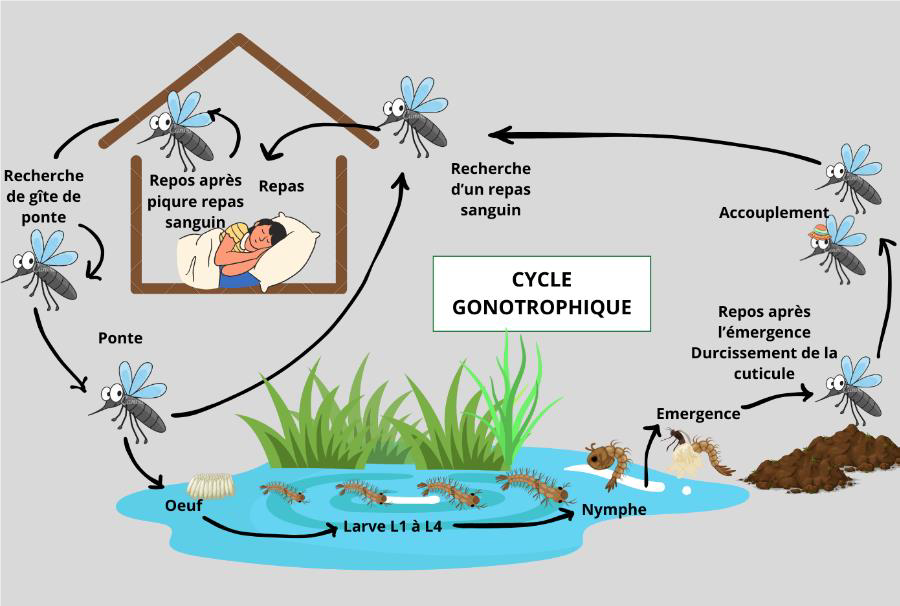 Recherche
de gîte de
ponte
Repos après
piqure repas
sanguin
Repas
Recherche
d'un repas
sanguin
Accouplement
CYCLE
GONOTROPHIQUE
Repos après
l'émergence
Durcissement de la
cuticule
Ponte
Emergence
Oeuf
Larve L1 à L4
Nymphe